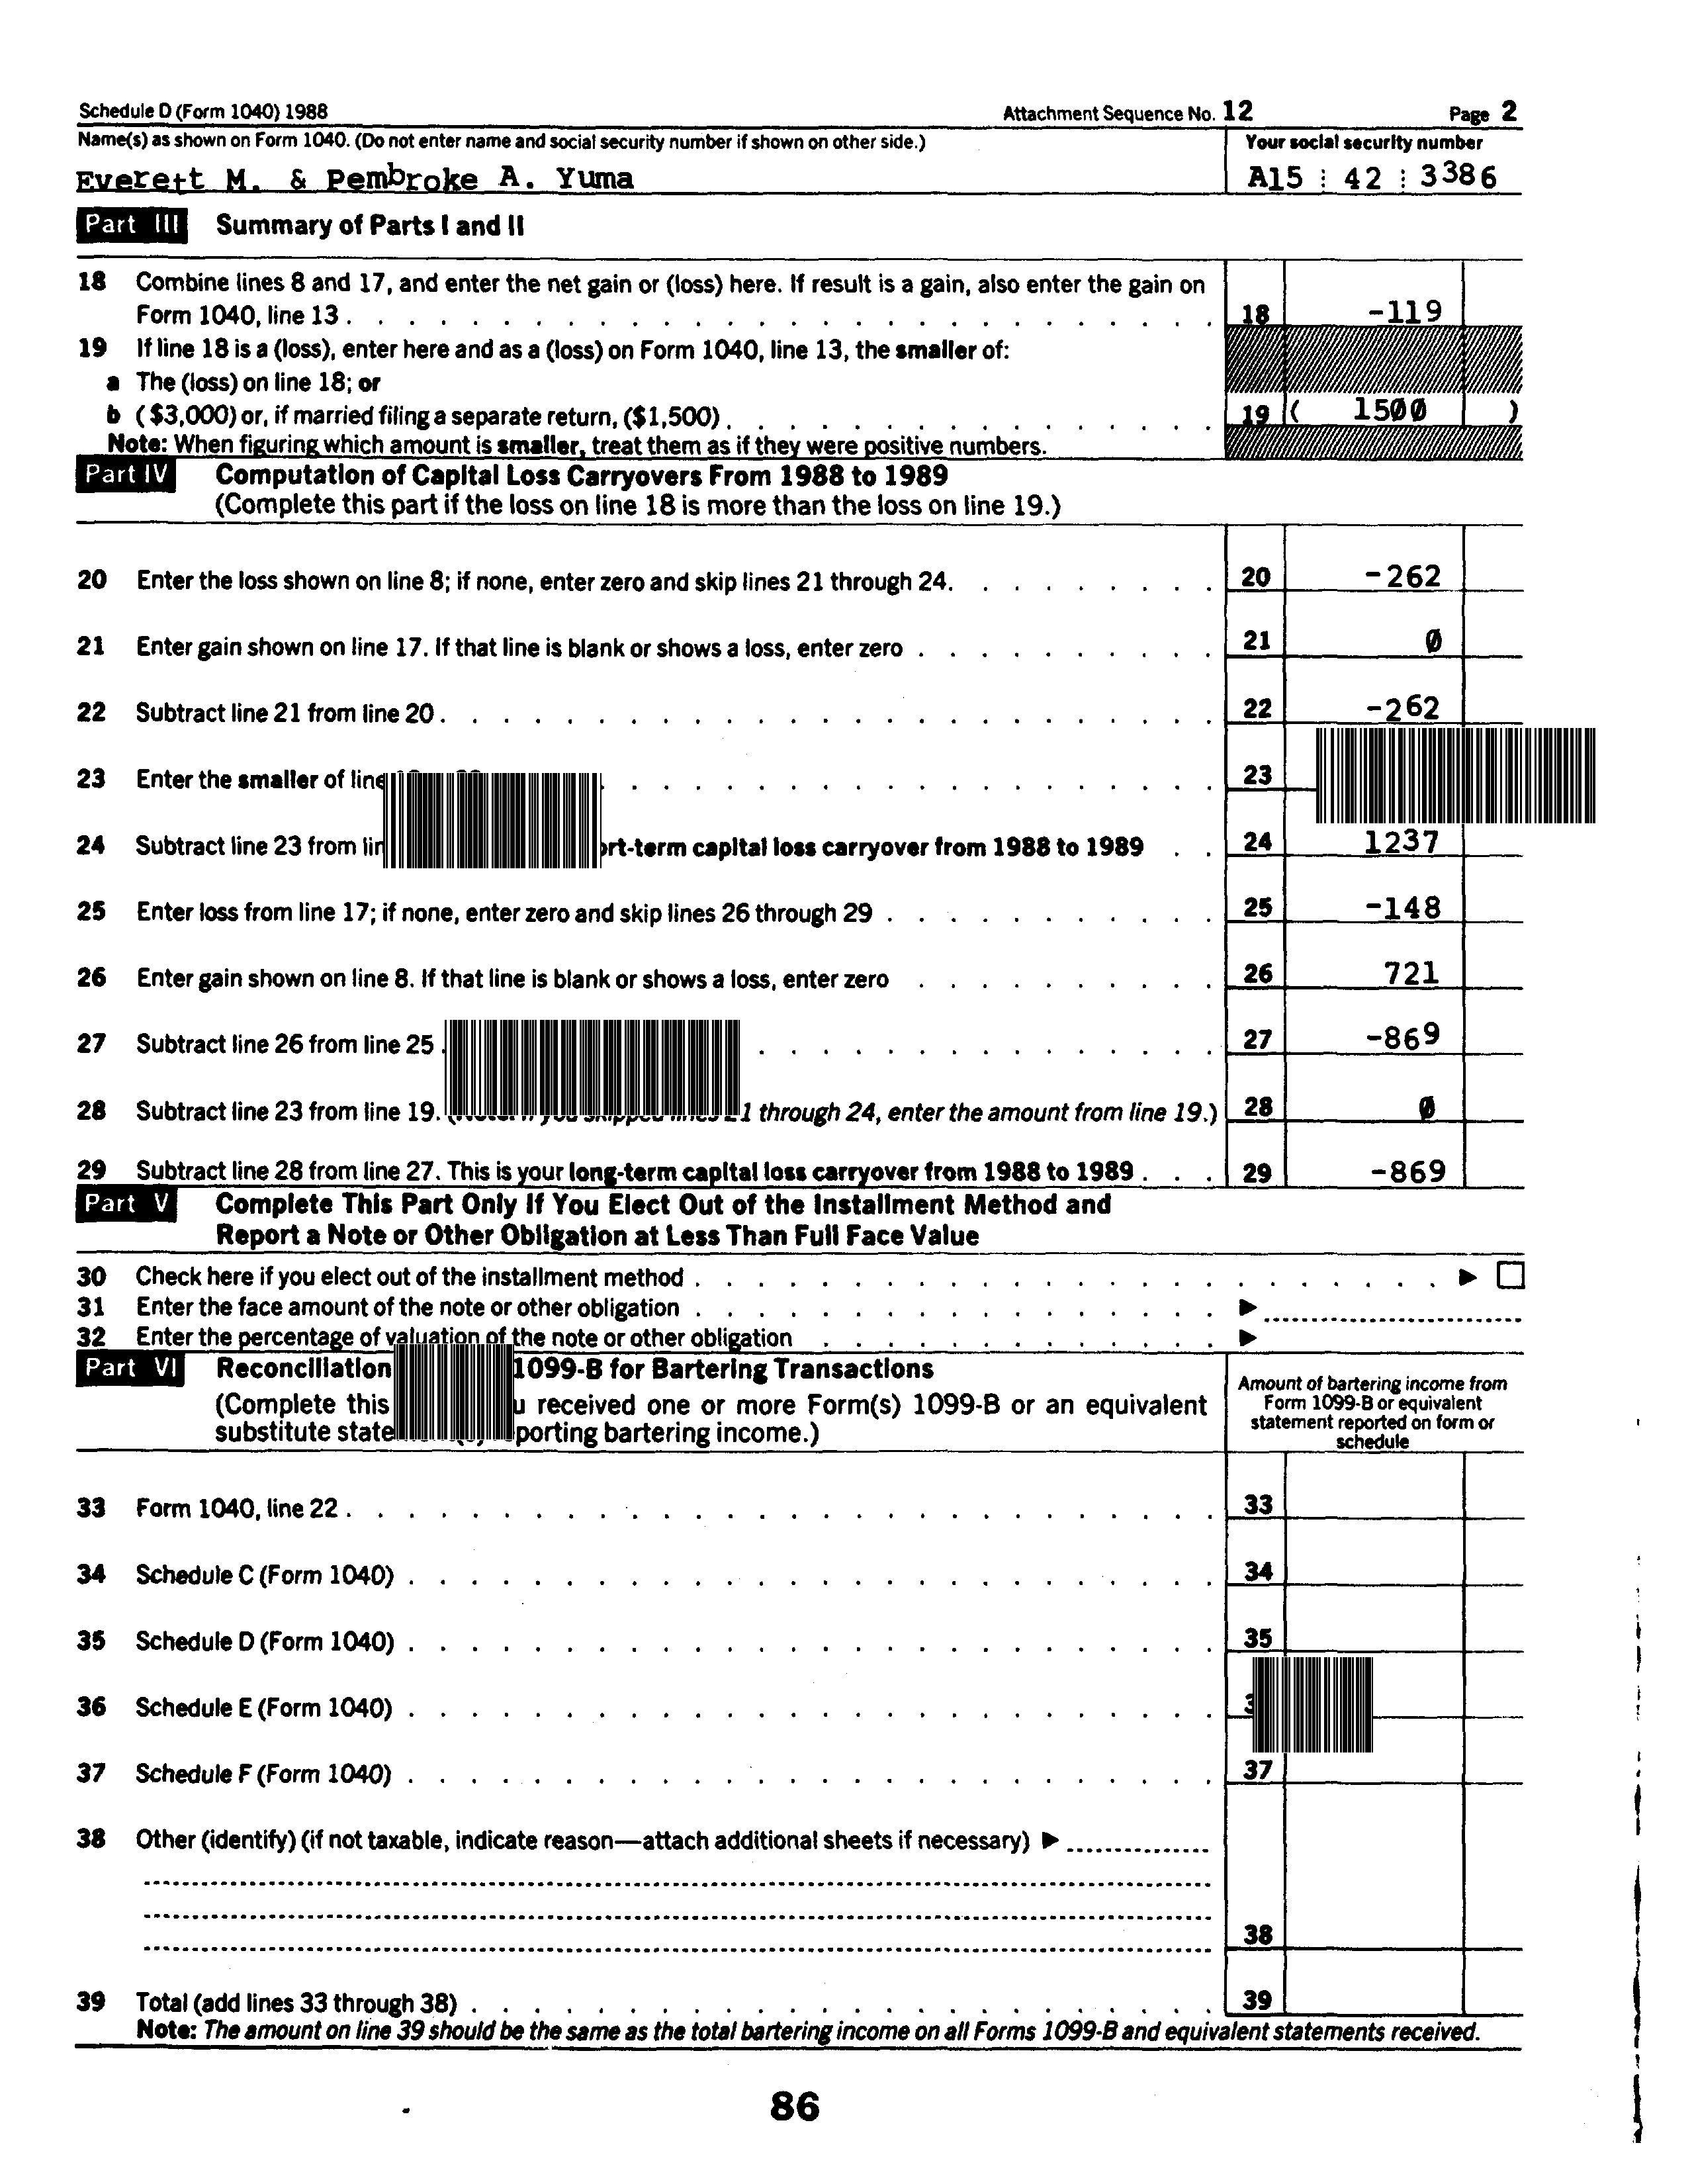 Schedule D (Form 1040) 1988 Attachment Sequence No. 12 Page 2
Name(s) as shown on Form 1040. (Do not enter name and social security number if shown on other side.) Your social security number
Everett M. & Pembroke A. Yuma A15 42 3386
Part III Summary of Parts I and II
18 Combine lines 8 and 17, and enter the net gain or (loss) here. If result is a gain, also enter the gain on
Form 1040, line 13 18 -119
19 If line 18 is a (loss), enter here and as a (loss) on Form 1040, line 13, the smaller of:
a The (loss) on line 18; or
b ($3,000) or, if married filing a separate return, ($1,500) 19 ( 1500 )
Note: When figuring which amount is smaller, treat them as if they were positive numbers.
Part IV Computation of Capital Loss Carryovers From 1988 to 1989
(Complete this part if the loss on line 18 is more than the loss on line 19.)
20 Enter the loss shown on line 8; if none, enter zero and skip lines 21 through 24. 20 -262
21 Enter gain shown on line 17. If that line is blank or shows a loss, enter zero 21 0
22 Subtract line 21 from line 20 22 -262
23 Enter the smaller of line 23
24 Subtract line 23 from capital loss carryover from 1988 to 1989 24 1237
25 Enter loss from line 17; if none, enter zero and skip lines 26 through 29 25 -148
26 Enter gain shown on line 8. If that line is blank or shows a loss, enter zero 26 721
27 Subtract line 26 from line 25 27 -869
28 Subtract line 23 from line 19. through 24, enter the amount from line 19.) 28 0
29 Subtract line 28 from line 27. This is your long-term capital loss carryover from 1988 to 1989 29 -869
Part V Complete This Part Only If You Elect Out of the Installment Method and
Report a Note or Other Obligation at Less Than Full Face Value
30 Check here if you elect out of the installment method
31 Enter the face amount of the note or other obligation
32 Enter the percentage of valuation of the note or other obligation
Part VI Reconciliation 1099-B for Bartering Transactions
(Complete this received one or more Form(s) 1099-B or an equivalent
substitute bartering income.)
Amount of bartering income from
Form 1099-B or equivalent
statement reported on form or
schedule
33 Form 1040, line 22 33
34 Schedule C (Form 1040) 34
35 Schedule D (Form 1040) 35
36 Schedule E (Form 1040)
37 Schedule F (Form 1040) 37
38 Other (identify) (if not taxable, indicate reason—attach additional sheets if necessary)
38
39 Total (add lines 33 through 38) 39
Note: The amount on line 39 should be the same as the total bartering income on all Forms 1099-B and equivalent statements received.
86